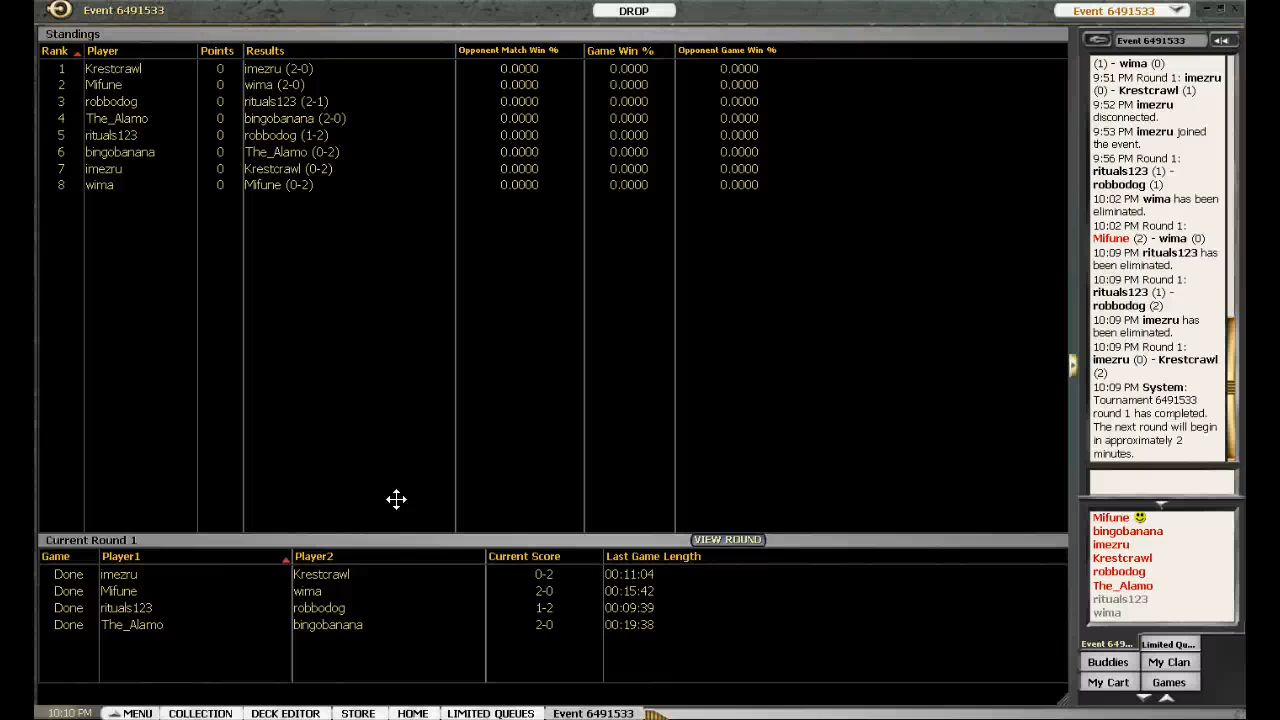 Event 6491533
DROP
Event 6491533
Standings
Rank Player Points Results Opponent Match Win % Game Win % Opponent Game Win %
1 Krestcrawl 0 imezru (2-0) 0.0000 0.0000 0.0000
2 Mifune 0 wima (2-0) 0.0000 0.0000 0.0000
3 robbodog 0 rituals123 (2-1) 0.0000 0.0000 0.0000
4 The_Alamo 0 bingobanana (2-0) 0.0000 0.0000 0.0000
5 rituals123 0 robbodog (1-2) 0.0000 0.0000 0.0000
6 bingobanana 0 The_Alamo (0-2) 0.0000 0.0000 0.0000
7 imezru 0 Krestcrawl (0-2) 0.0000 0.0000 0.0000
8 wima 0 Mifune (0-2) 0.0000 0.0000 0.0000
Current Round 1 VIEW ROUND
Game Player1 Player2 Current Score Last Game Length
Done imezru Krestcrawl 0-2 00:11:04
Done Mifune wima 2-0 00:15:42
Done rituals123 robbodog 1-2 00:09:39
Done The_Alamo bingobanana 2-0 00:19:38
Event 6491533
(1) - wima (0)
9:51 PM Round 1: imezru
(0) - Krestcrawl (1)
9:52 PM imezru
disconnected.
9:53 PM imezru joined
the event.
9:56 PM Round 1:
rituals123 (1) -
robbodog (1)
10:02 PM wima has been
eliminated.
10:02 PM Round 1:
Mifune (2) - wima (0)
10:09 PM rituals123 has
been eliminated.
10:09 PM Round 1:
rituals123 (1) -
robbodog (2)
10:09 PM imezru has
been eliminated.
10:09 PM Round 1:
imezru (0) - Krestcrawl
(2)
10:09 PM System:
Tournament 6491533
round 1 has completed.
The next round will begin
in approximately 2
minutes.
Mifune
bingobanana
imezru
Krestcrawl
robbodog
The_Alamo
rituals123
wima
Event 649... Limited Qu...
Buddies My Clan
My Cart Games
10:10 PM MENU COLLECTION DECK EDITOR STORE HOME LIMITED QUEUES Event 6491533